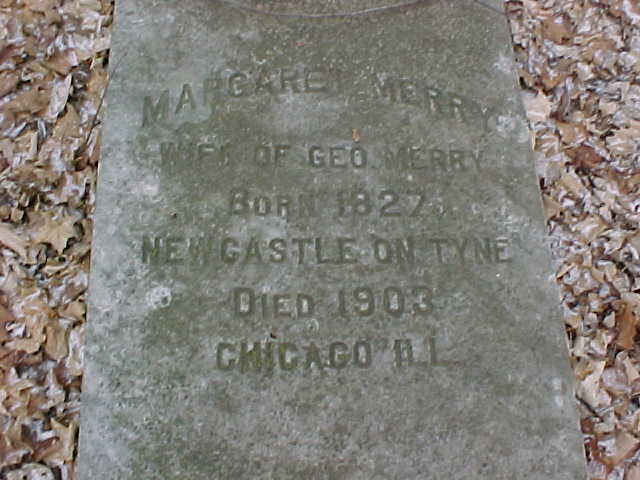 MARGARET MERRY
WIFE OF GEO. MERRY
BORN 1827
NEWCASTLE-ON TYNE
DIED 1903
CHICAGO ILL.